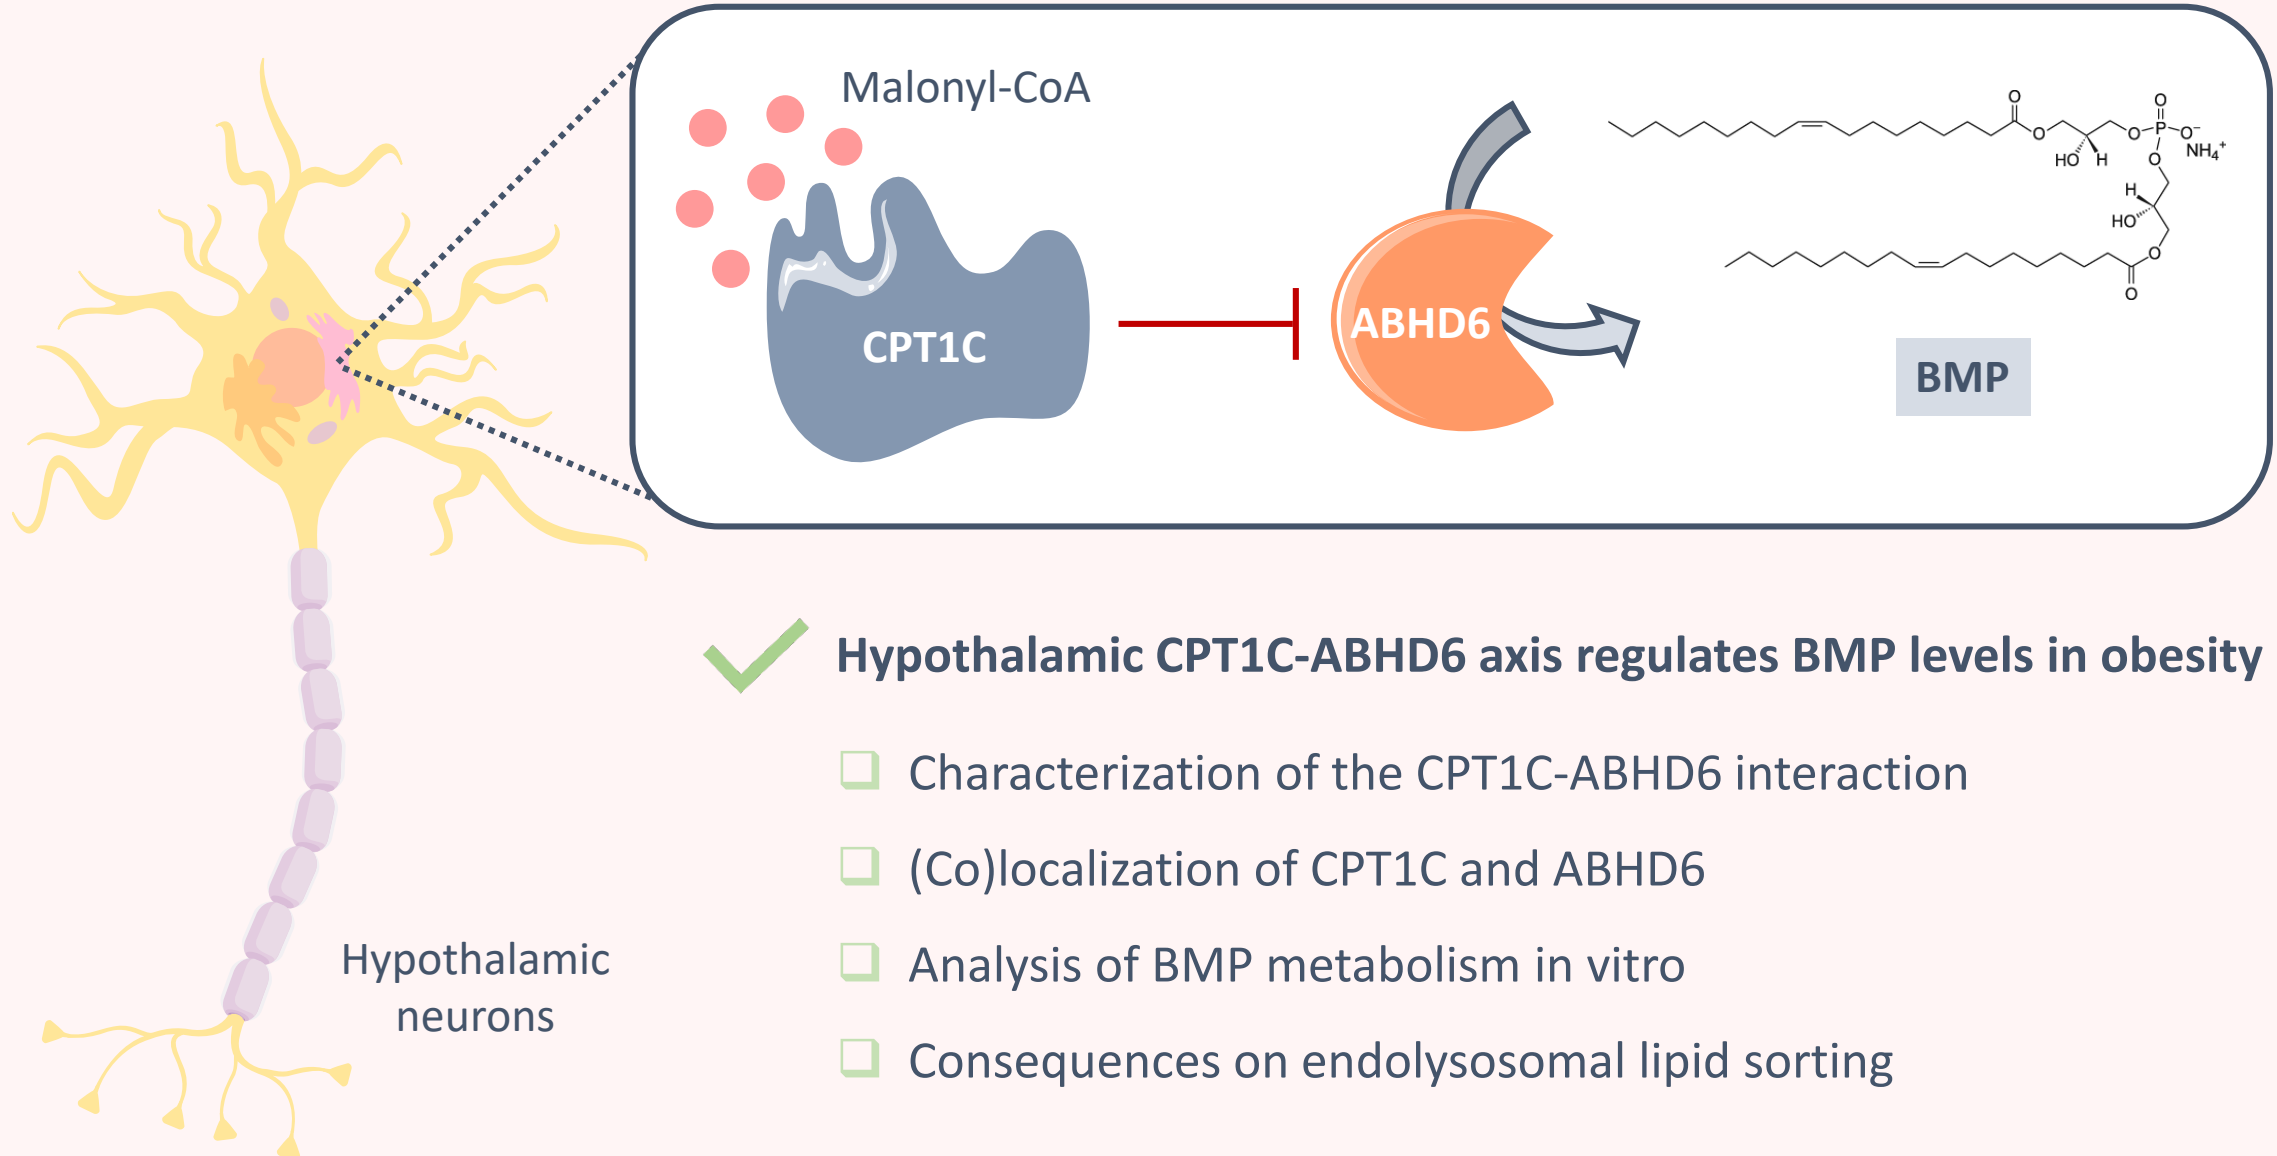 Malonyl-CoA
CPT1C
ABHD6
O
O
O
O
P
O⁻
NH₄⁺
HO
H
O
H
HO
O
O
BMP
Hypothalamic CPT1C-ABHD6 axis regulates BMP levels in obesity
Characterization of the CPT1C-ABHD6 interaction
(Co)localization of CPT1C and ABHD6
Analysis of BMP metabolism in vitro
Consequences on endolysosomal lipid sorting
Hypothalamic
neurons